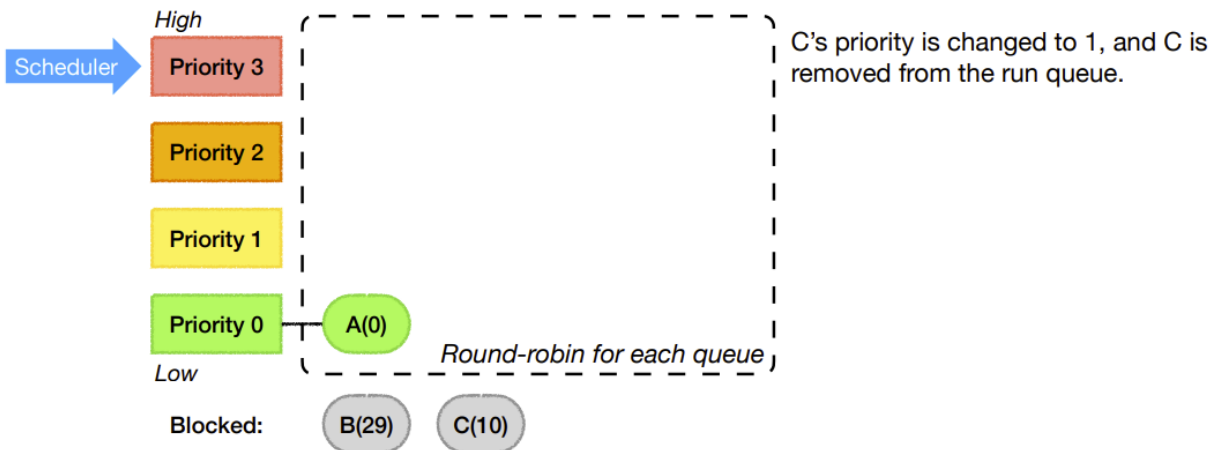 High
Scheduler
Priority 3
C's priority is changed to 1, and C is
removed from the run queue.
Priority 2
Priority 1
Priority 0
A(0)
Round-robin for each queue
Low
Blocked:
B(29)
C(10)